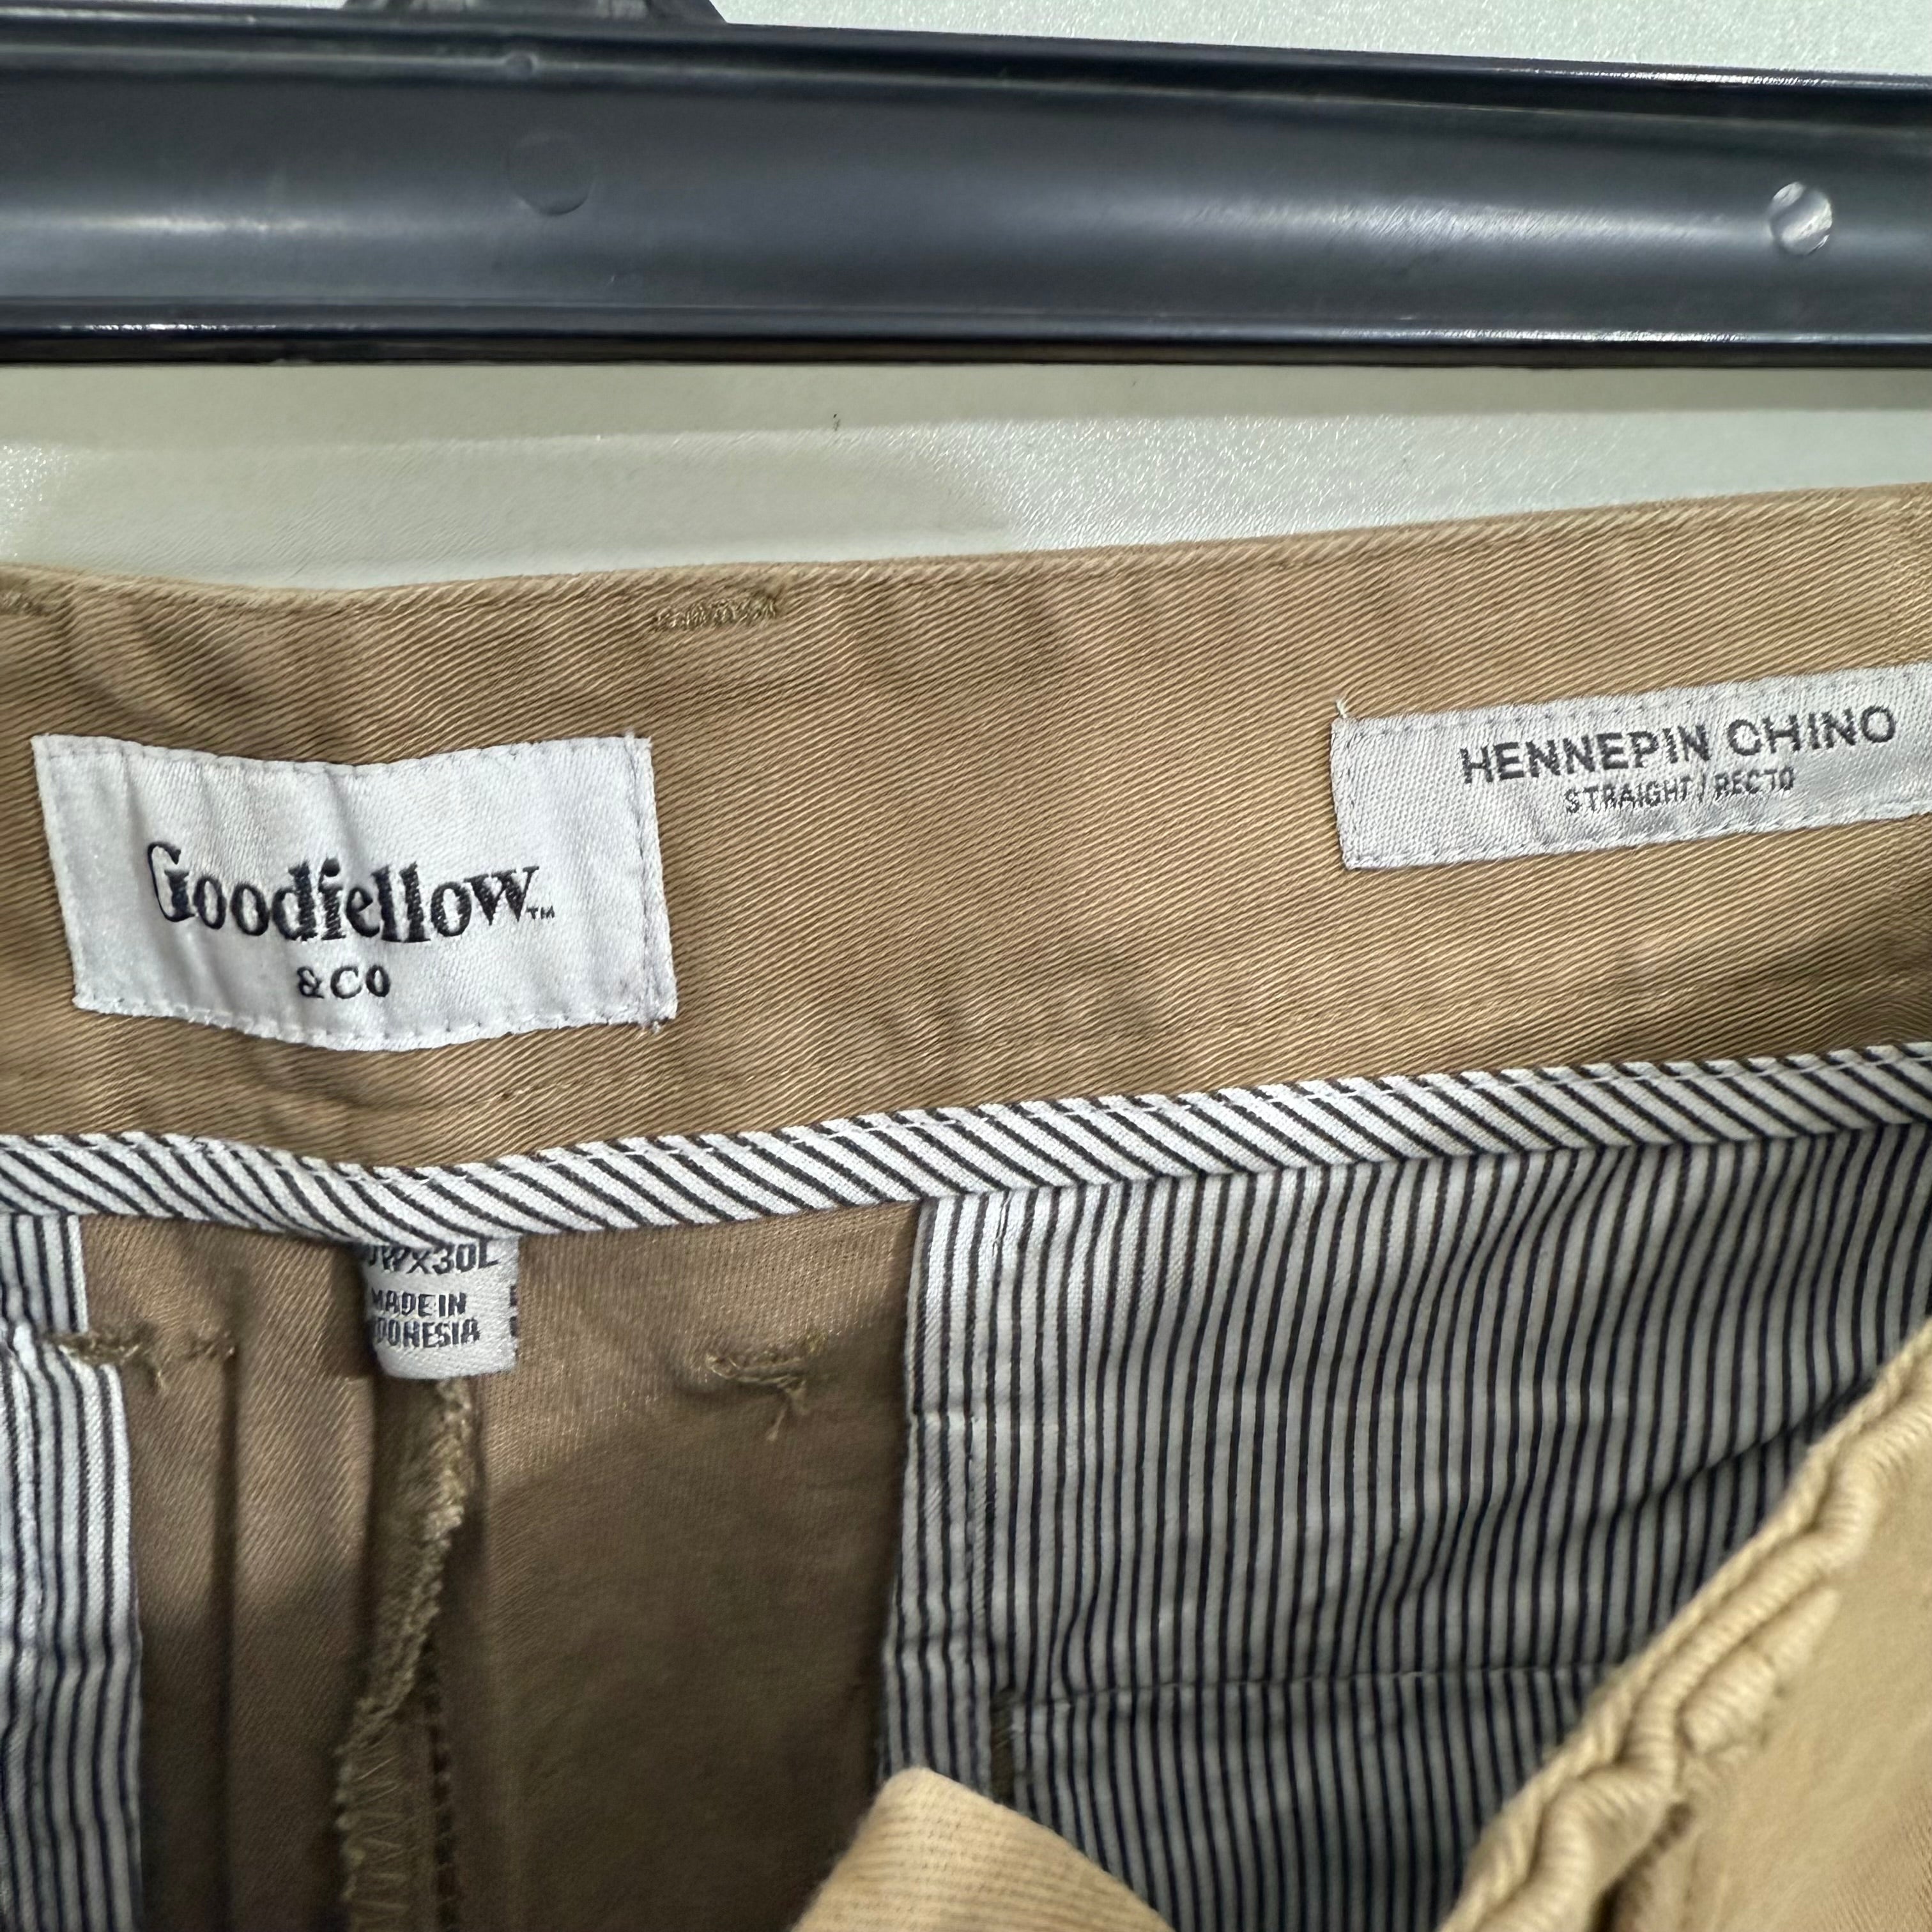 Goodfellow™
& CO
HENNEPIN CHINO
STRAIGHT / RECTO
MADE IN